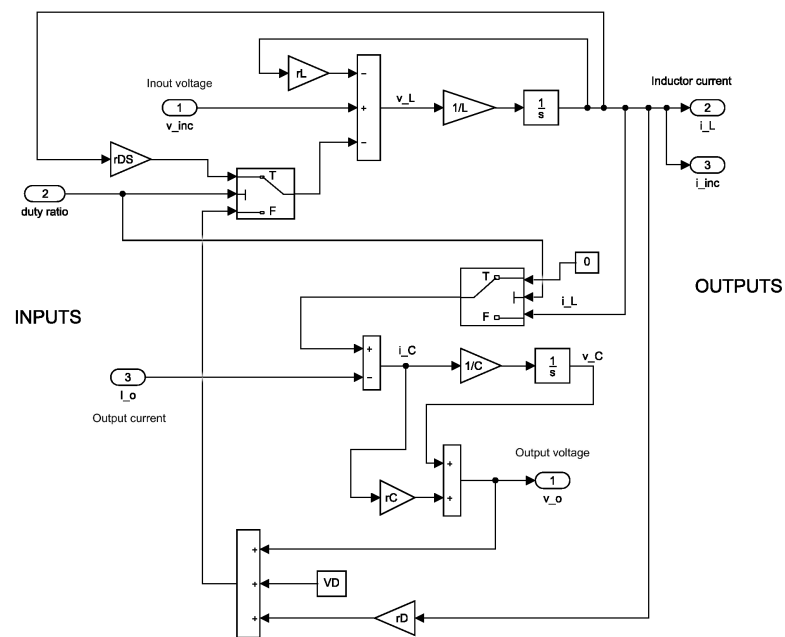 rL
Inout voltage
1
v_inc
v_L
1/L
1
s
Inductor current
2
i_L
3
i_inc
rDS
2
duty ratio
T
F
0
T
F
i_L
INPUTS
OUTPUTS
3
I_o
Output current
i_C
1/C
1
s
v_C
rC
Output voltage
1
v_o
VD
rD